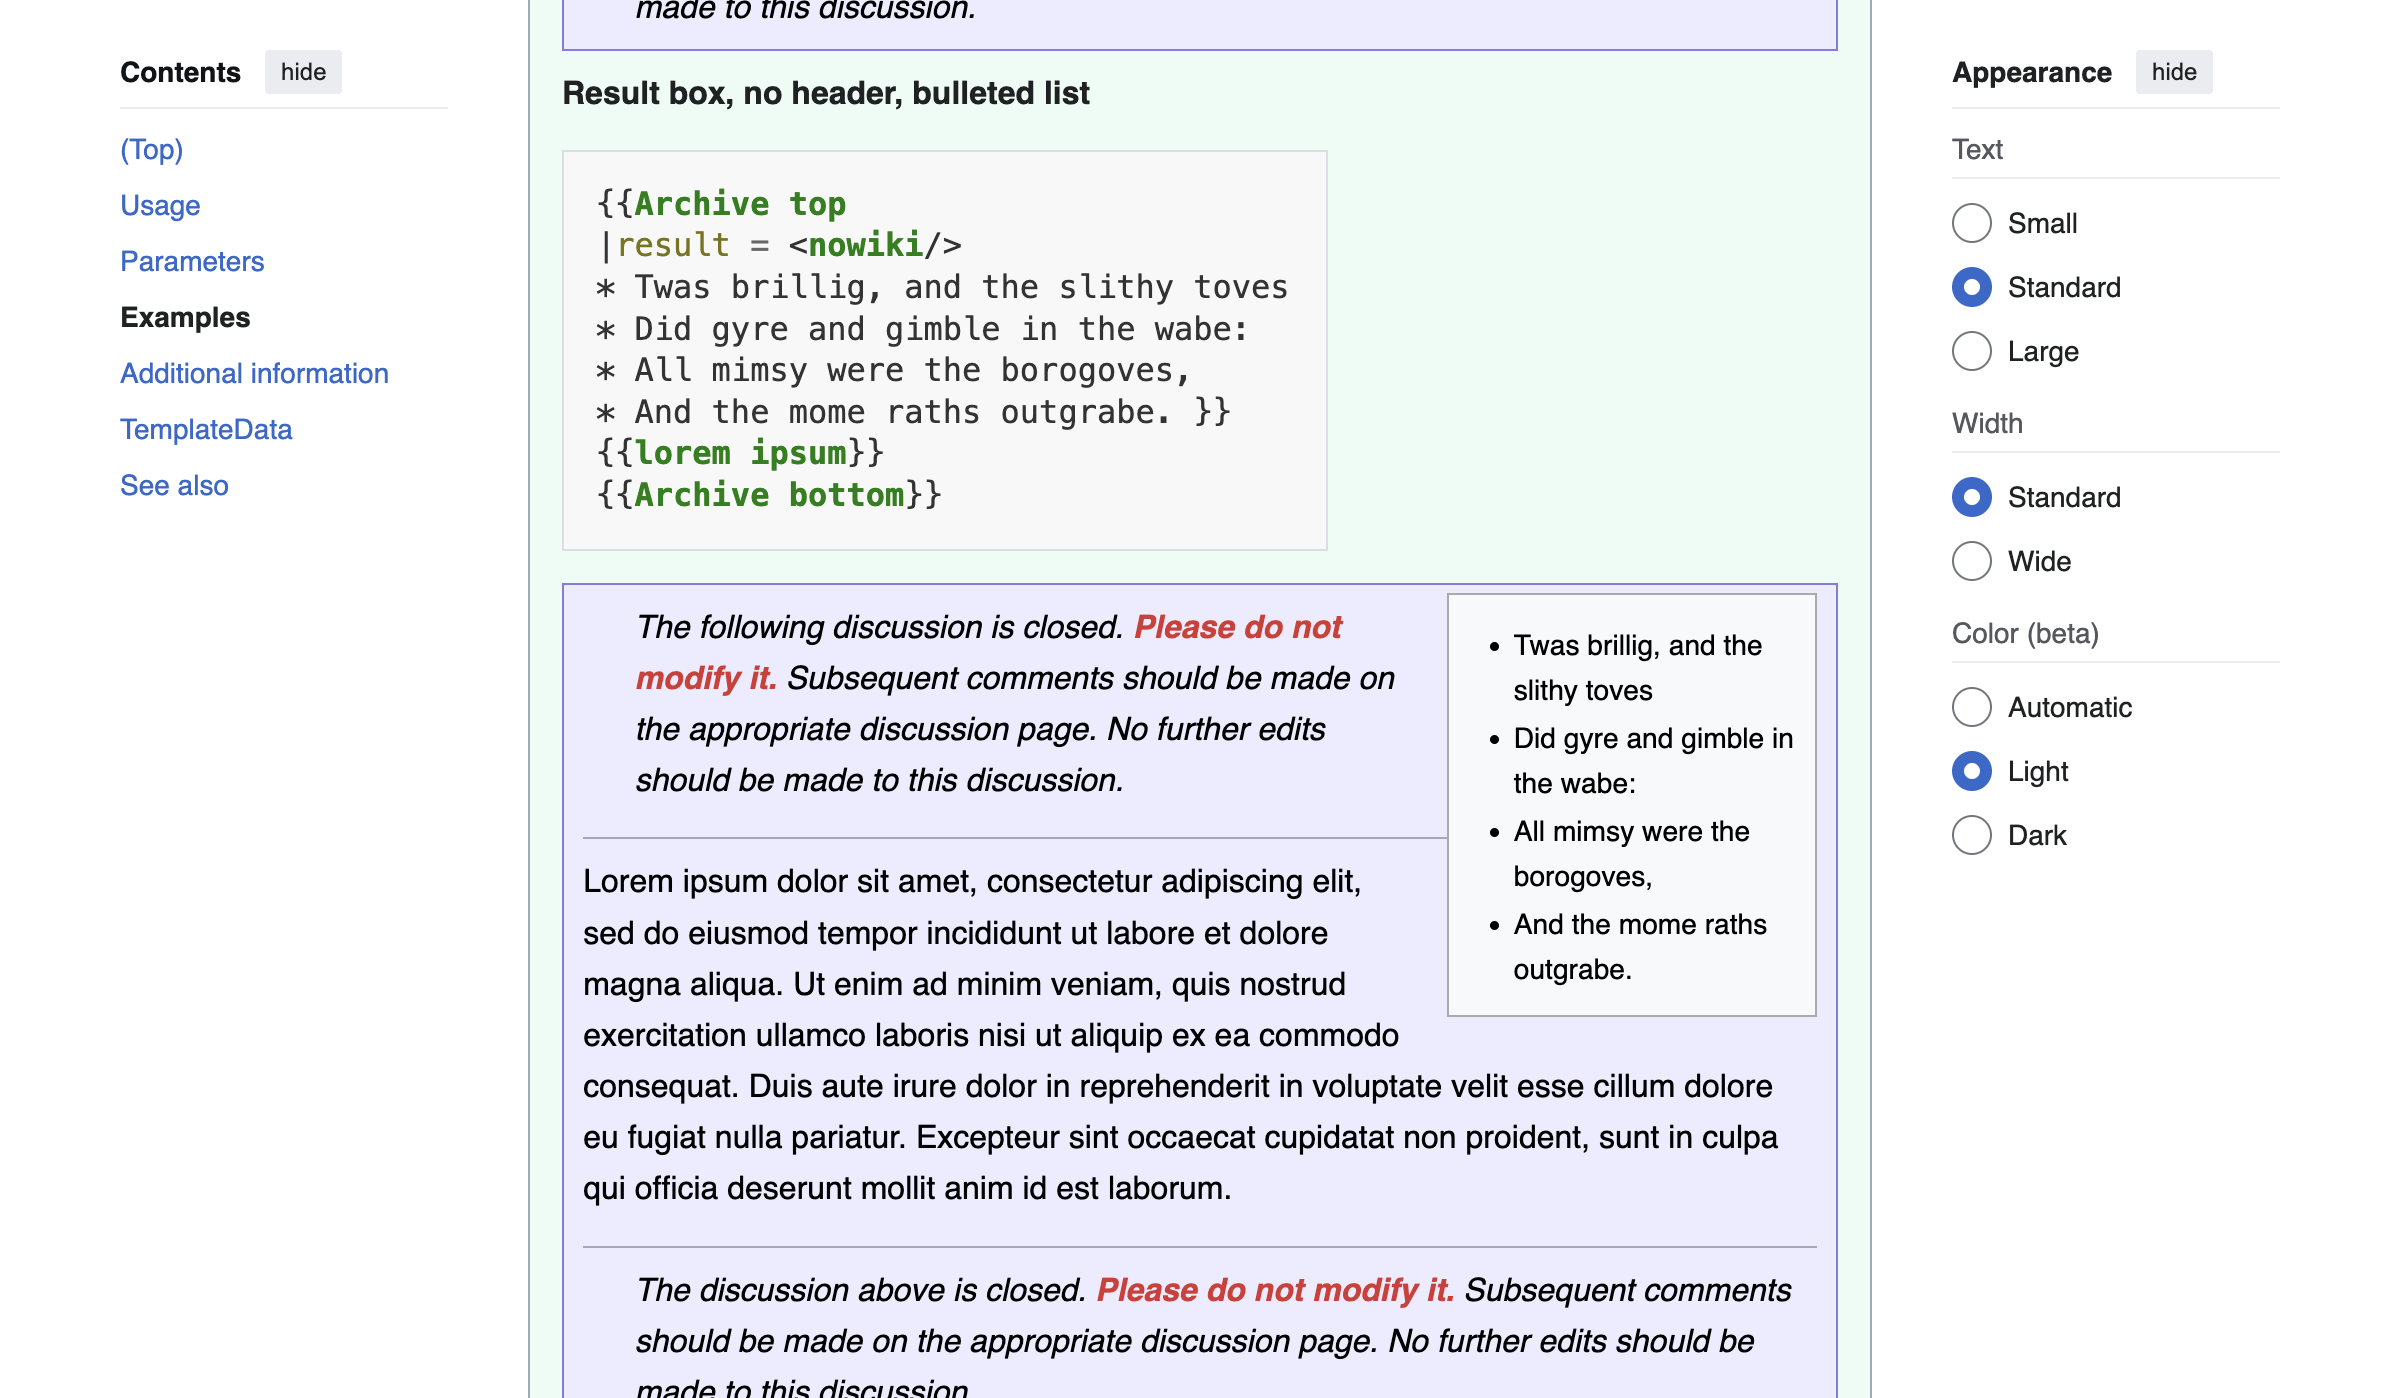 Contents hide
(Top)
Usage
Parameters
Examples
Additional information
TemplateData
See also
made to this discussion.
Result box, no header, bulleted list
{{Archive top
|result = <nowiki/>
* Twas brillig, and the slithy toves
* Did gyre and gimble in the wabe:
* All mimsy were the borogoves,
* And the mome raths outgrabe. }}
{{lorem ipsum}}
{{Archive bottom}}
The following discussion is closed. Please do not
modify it. Subsequent comments should be made on
the appropriate discussion page. No further edits
should be made to this discussion.
• Twas brillig, and the
slithy toves
• Did gyre and gimble in
the wabe:
• All mimsy were the
borogoves,
• And the mome raths
outgrabe.
Lorem ipsum dolor sit amet, consectetur adipiscing elit,
sed do eiusmod tempor incididunt ut labore et dolore
magna aliqua. Ut enim ad minim veniam, quis nostrud
exercitation ullamco laboris nisi ut aliquip ex ea commodo
consequat. Duis aute irure dolor in reprehenderit in voluptate velit esse cillum dolore
eu fugiat nulla pariatur. Excepteur sint occaecat cupidatat non proident, sunt in culpa
qui officia deserunt mollit anim id est laborum.
The discussion above is closed. Please do not modify it. Subsequent comments
should be made on the appropriate discussion page. No further edits should be
made to this discussion.
Appearance hide
Text
Small
Standard
Large
Width
Standard
Wide
Color (beta)
Automatic
Light
Dark